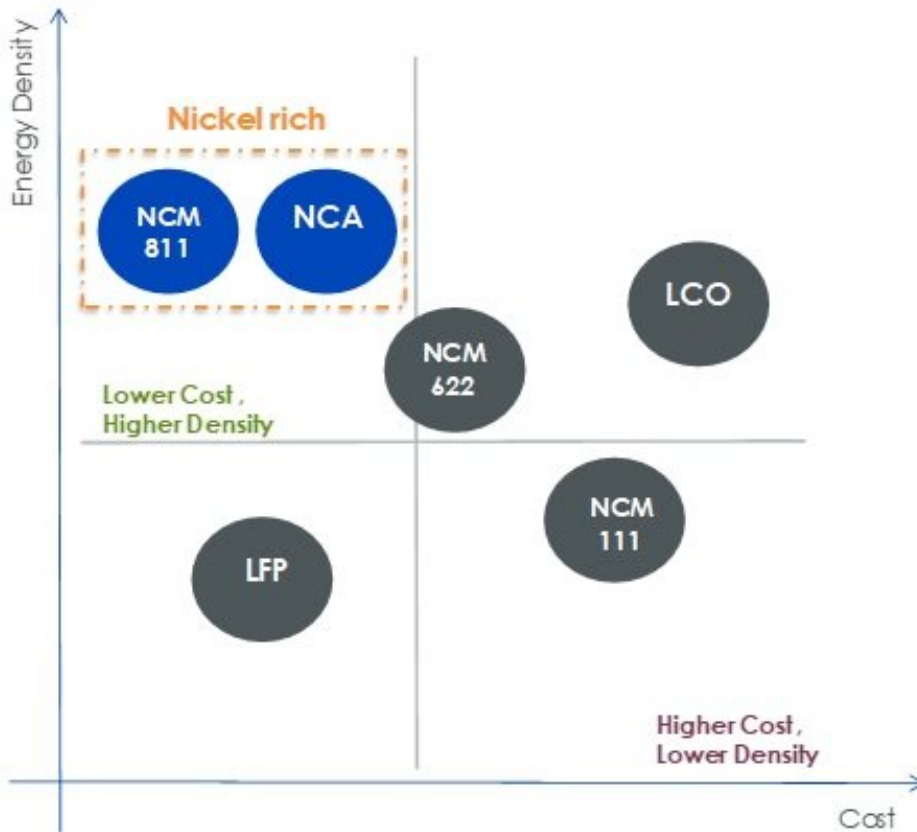 Energy Density
Nickel rich
NCM
811
NCA
LCO
NCM
622
Lower Cost,
Higher Density
NCM
111
LFP
Higher Cost,
Lower Density
Cost